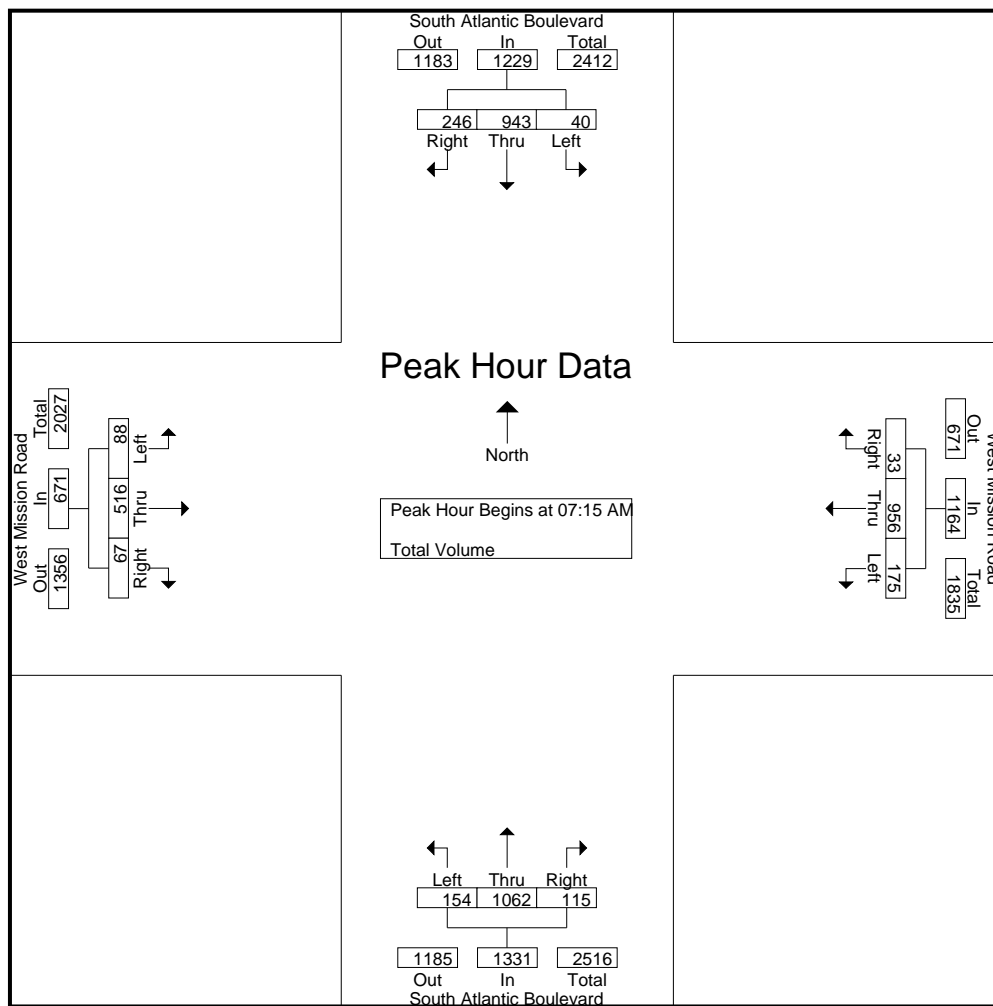 South Atlantic Boulevard
Out In Total
1183 1229 2412
246 943 40
Right Thru Left
Peak Hour Data
North
Peak Hour Begins at 07:15 AM
Total Volume
West Mission Road
Out In Total
1356 671 2027
88 516 67
Left Thru Right
West Mission Road
Out In Total
671 1164 1835
33 956 175
Right Thru Left
Left Thru Right
154 1062 115
1185 1331 2516
Out In Total
South Atlantic Boulevard